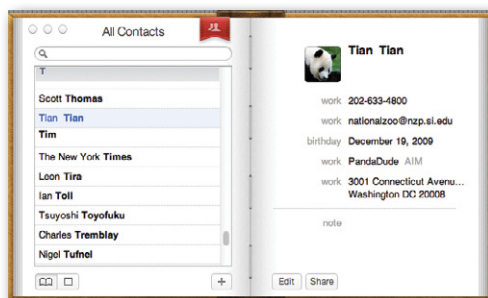 All Contacts
T
Scott Thomas
Tian Tian
Tim
The New York Times
Leon Tira
Ian Toll
Tsuyoshi Toyofuku
Charles Tremblay
Nigel Tufnel
Tian Tian
work 202-633-4800
work nationalzoo@nzp.si.edu
birthday December 19, 2009
work PandaDude AIM
work 3001 Connecticut Avenu...
Washington DC 20008
note
Edit Share